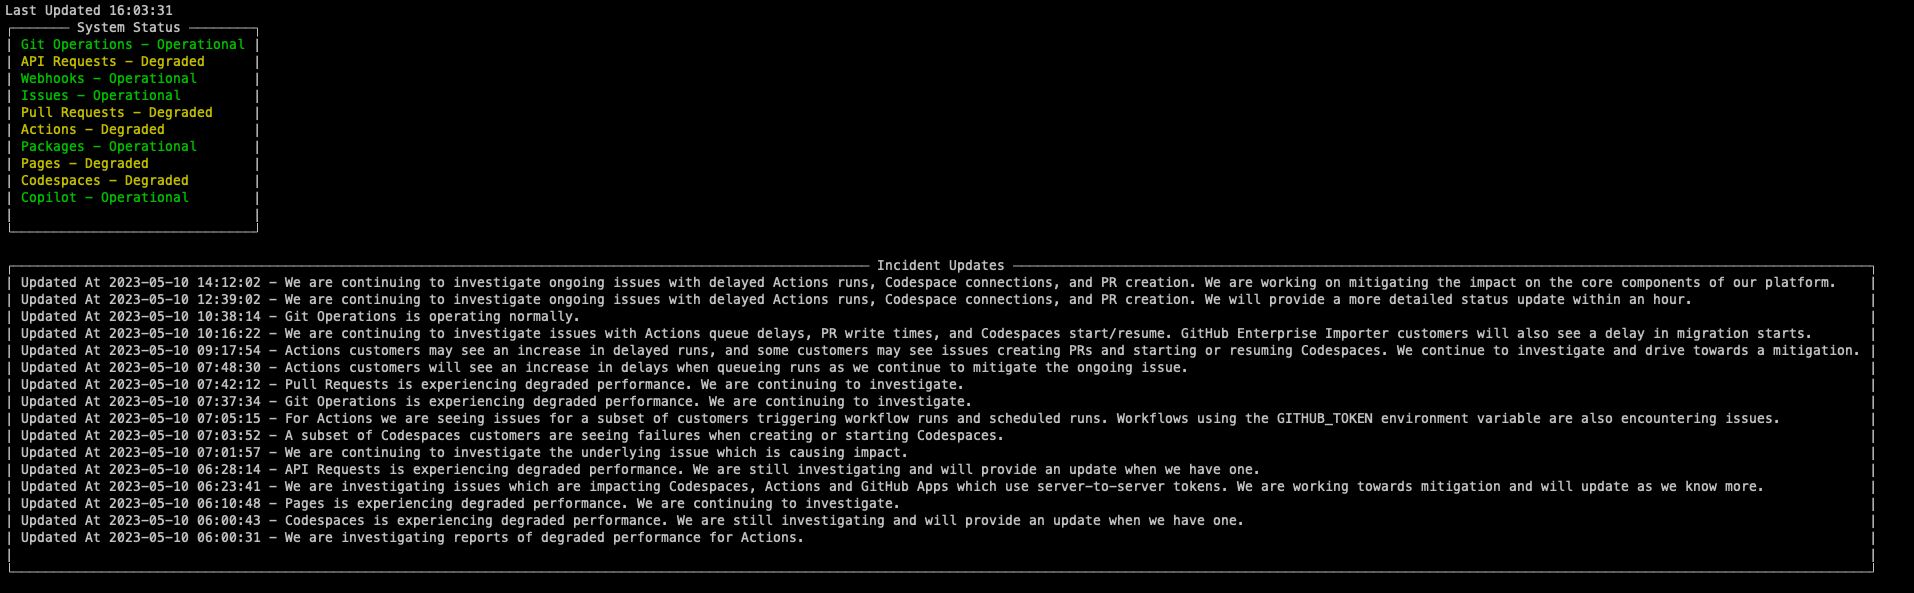 Last Updated 16:03:31
System Status
Git Operations - Operational
API Requests - Degraded
Webhooks - Operational
Issues - Operational
Pull Requests - Degraded
Actions - Degraded
Packages - Operational
Pages - Degraded
Codespaces - Degraded
Copilot - Operational
Incident Updates
Updated At 2023-05-10 14:12:02 - We are continuing to investigate ongoing issues with delayed Actions runs, Codespace connections, and PR creation. We are working on mitigating the impact on the core components of our platform.
Updated At 2023-05-10 12:39:02 - We are continuing to investigate ongoing issues with delayed Actions runs, Codespace connections, and PR creation. We will provide a more detailed status update within an hour.
Updated At 2023-05-10 10:38:14 - Git Operations is operating normally.
Updated At 2023-05-10 10:16:22 - We are continuing to investigate issues with Actions queue delays, PR write times, and Codespaces start/resume. GitHub Enterprise Importer customers will also see a delay in migration starts.
Updated At 2023-05-10 09:17:54 - Actions customers may see an increase in delayed runs, and some customers may see issues creating PRs and starting or resuming Codespaces. We continue to investigate and drive towards a mitigation.
Updated At 2023-05-10 07:48:30 - Actions customers will see an increase in delays when queueing runs as we continue to mitigate the ongoing issue.
Updated At 2023-05-10 07:42:12 - Pull Requests is experiencing degraded performance. We are continuing to investigate.
Updated At 2023-05-10 07:37:34 - Git Operations is experiencing degraded performance. We are continuing to investigate.
Updated At 2023-05-10 07:05:15 - For Actions we are seeing issues for a subset of customers triggering workflow runs and scheduled runs. Workflows using the GITHUB_TOKEN environment variable are also encountering issues.
Updated At 2023-05-10 07:03:52 - A subset of Codespaces customers are seeing failures when creating or starting Codespaces.
Updated At 2023-05-10 07:01:57 - We are continuing to investigate the underlying issue which is causing impact.
Updated At 2023-05-10 06:28:14 - API Requests is experiencing degraded performance. We are still investigating and will provide an update when we have one.
Updated At 2023-05-10 06:23:41 - We are investigating issues which are impacting Codespaces, Actions and GitHub Apps which use server-to-server tokens. We are working towards mitigation and will update as we know more.
Updated At 2023-05-10 06:10:48 - Pages is experiencing degraded performance. We are continuing to investigate.
Updated At 2023-05-10 06:00:43 - Codespaces is experiencing degraded performance. We are still investigating and will provide an update when we have one.
Updated At 2023-05-10 06:00:31 - We are investigating reports of degraded performance for Actions.